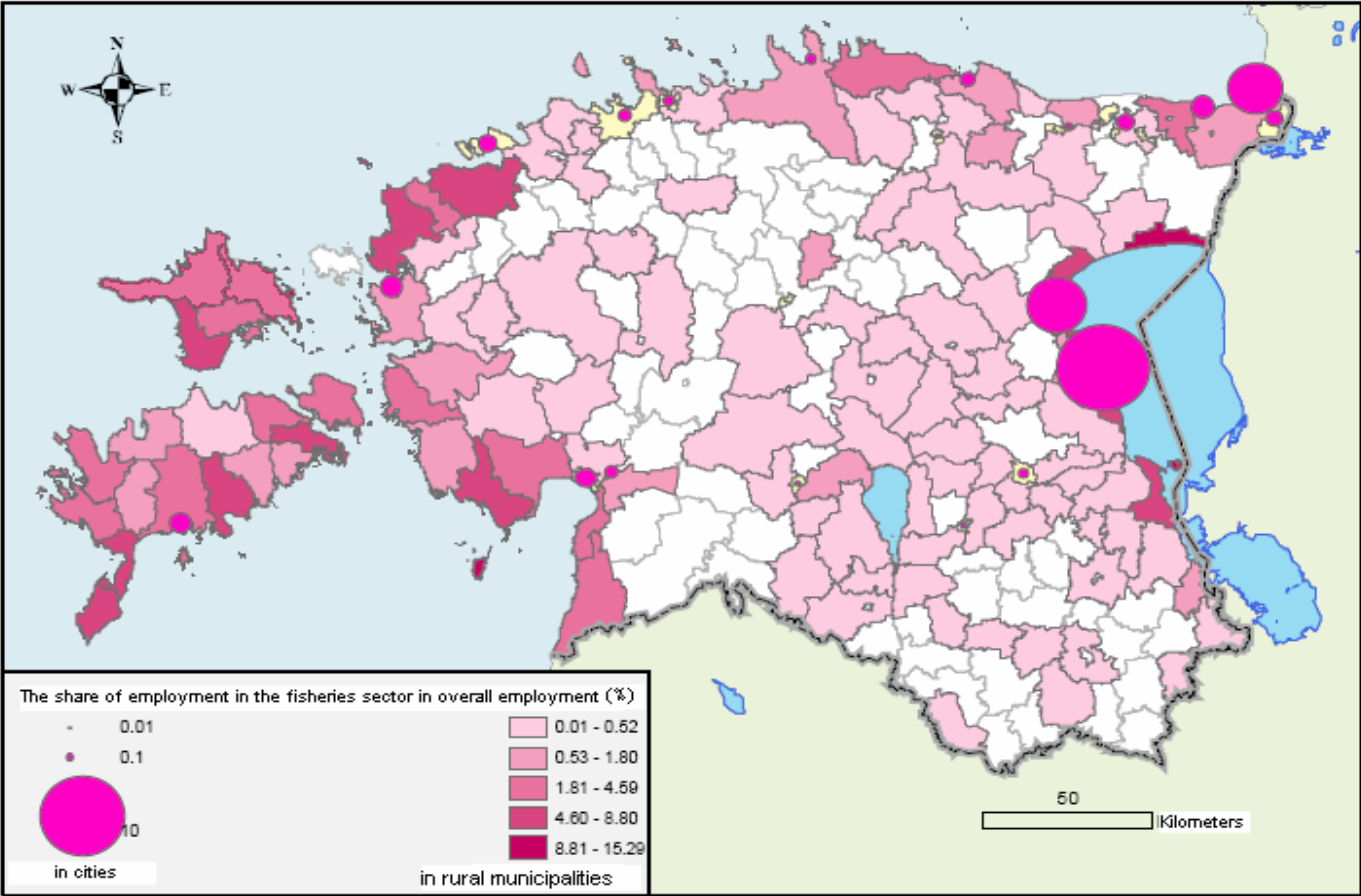 N
W E
S
The share of employment in the fisheries sector in overall employment (%)
0.01
0.1
10
in cities
0.01 - 0.52
0.53 - 1.80
1.81 - 4.59
4.60 - 8.80
8.81 - 15.29
in rural municipalities
50
Kilometers